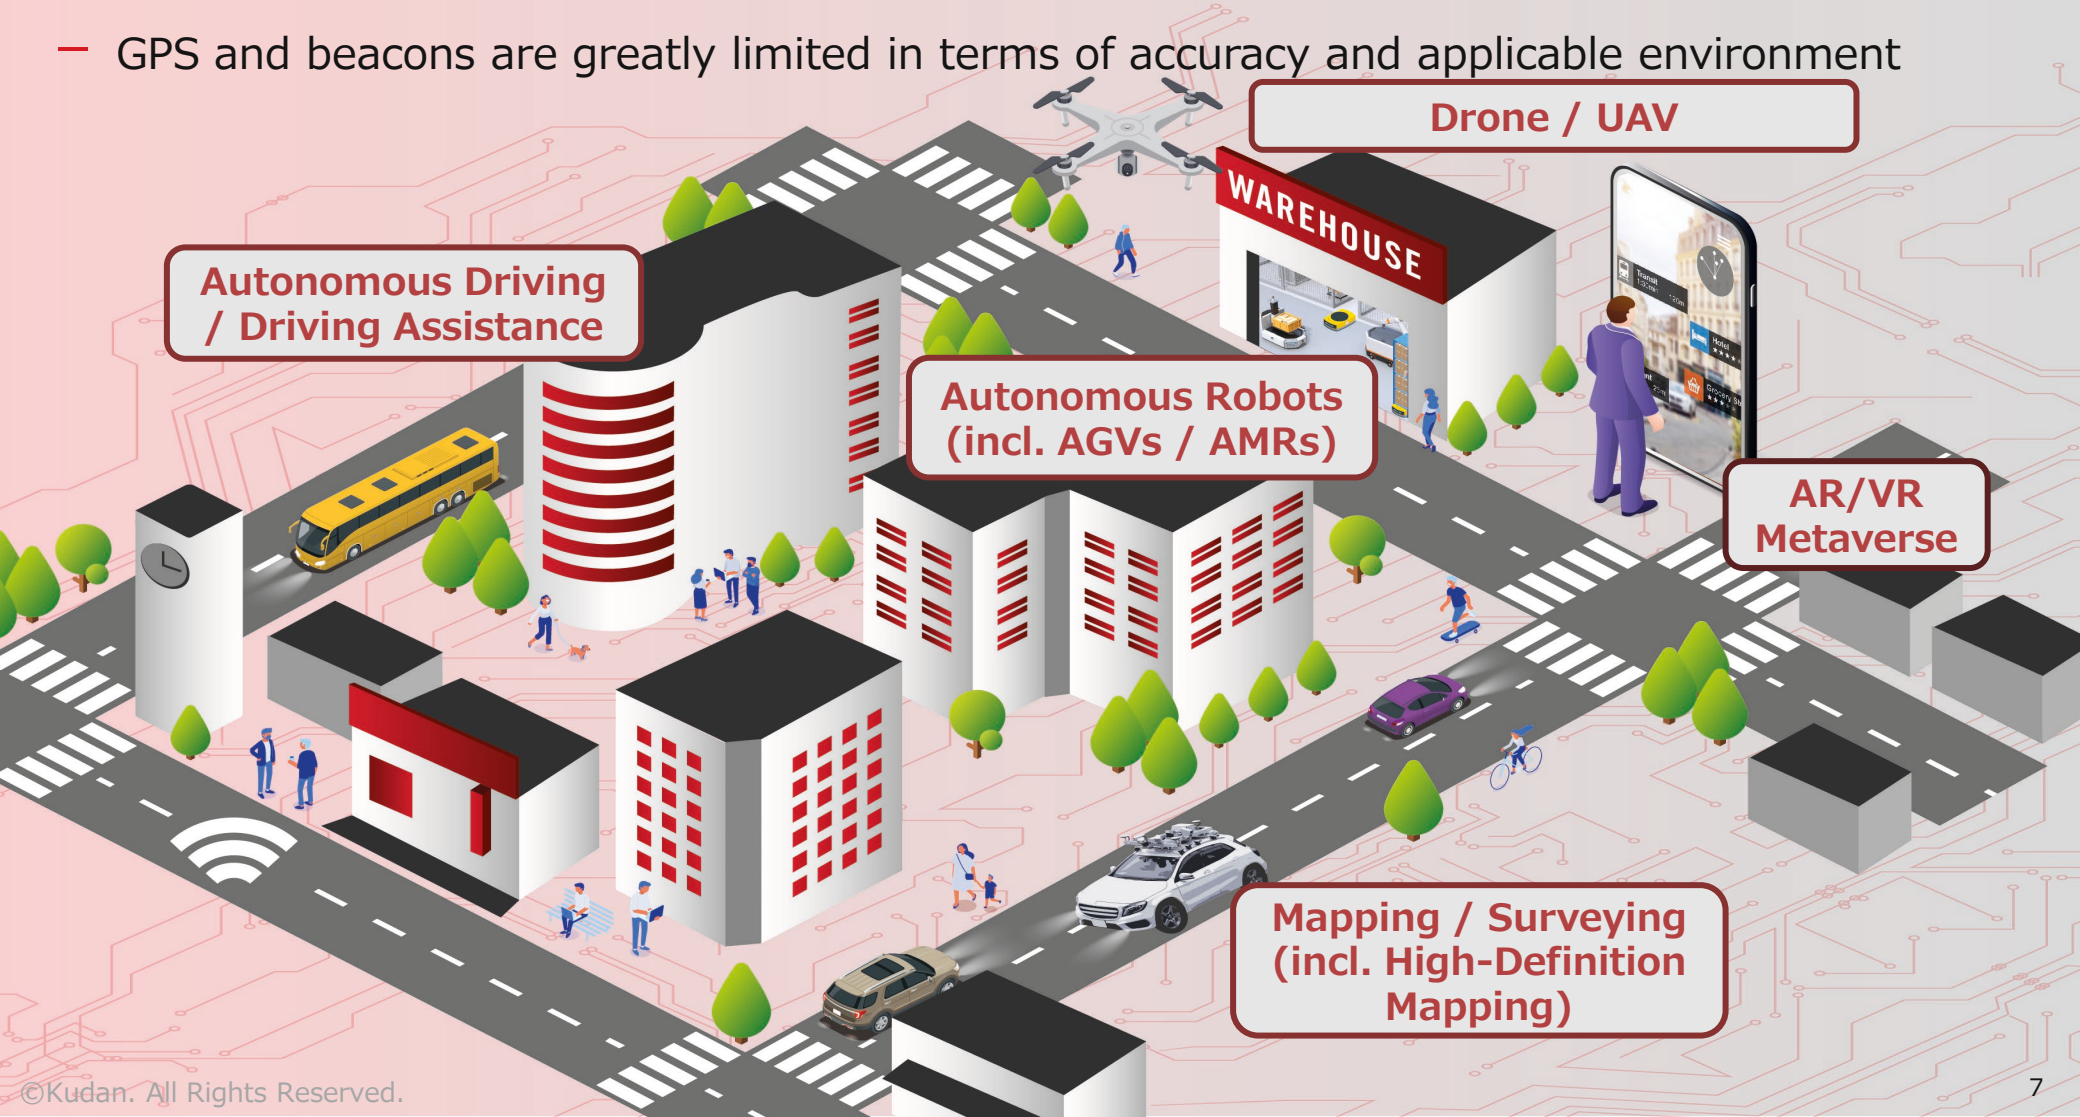 — GPS and beacons are greatly limited in terms of accuracy and applicable environment
Drone / UAV
WAREHOUSE
Autonomous Driving
/ Driving Assistance
Transit
Hotel
Autonomous Robots
(incl. AGVs / AMRs)
AR/VR
Metaverse
Mapping / Surveying
(incl. High-Definition
Mapping)
©Kudan. All Rights Reserved.
7